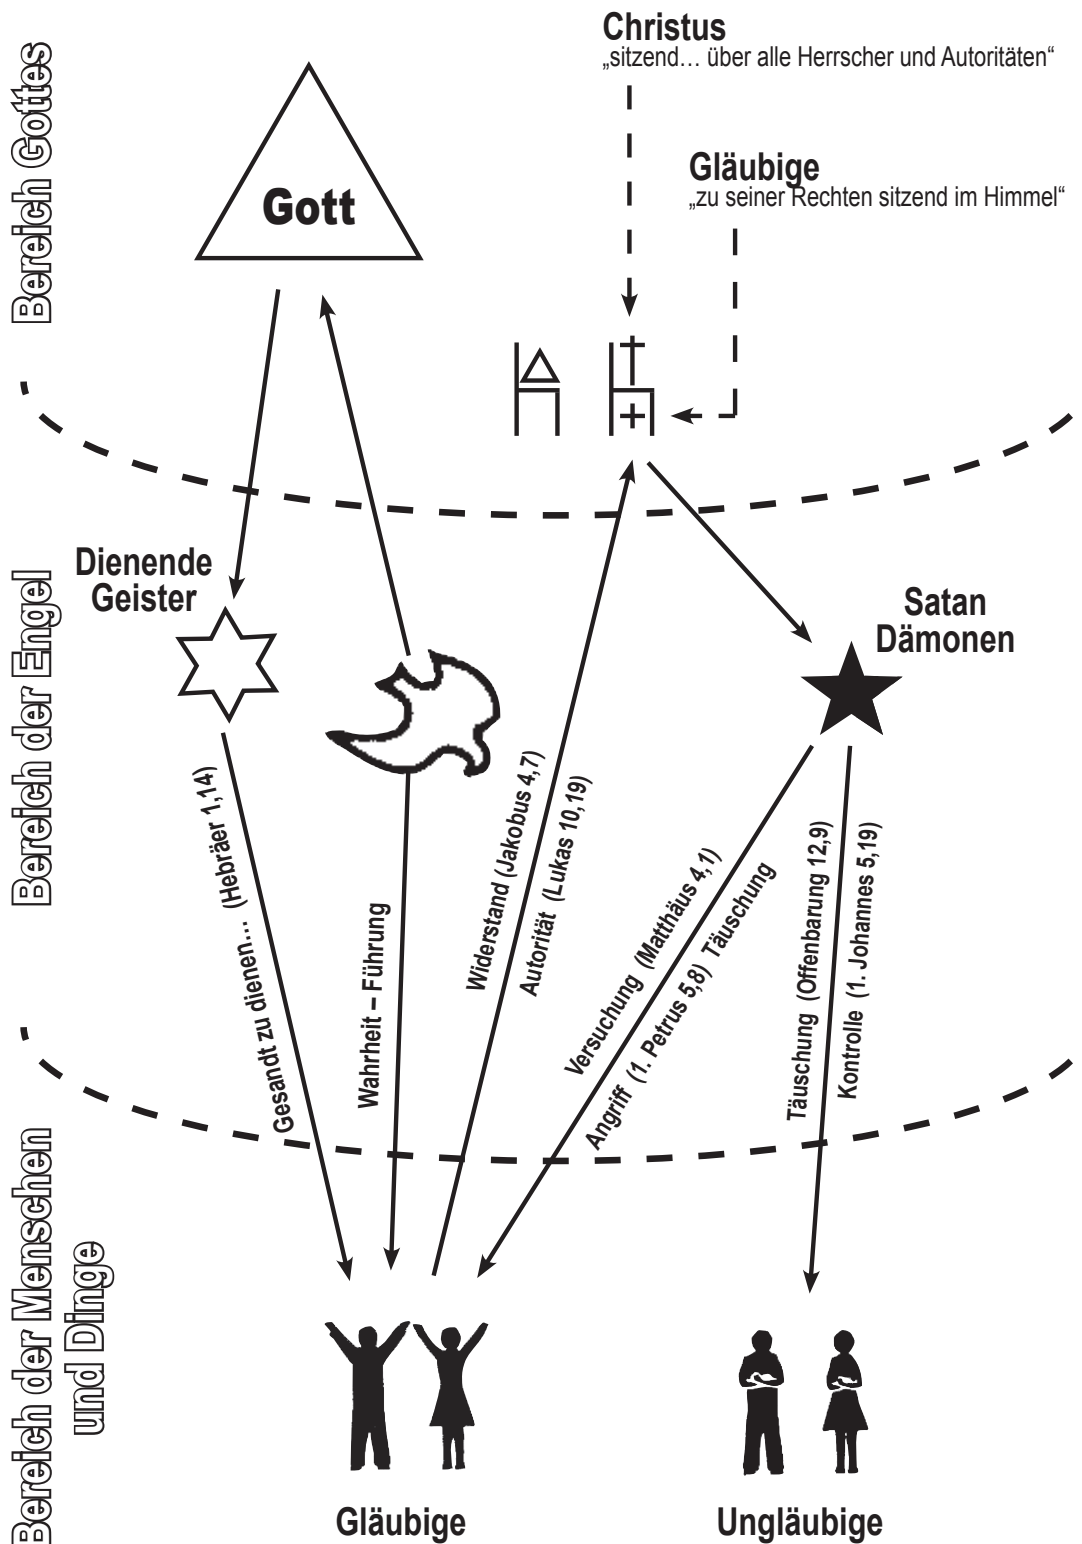 Christus
„sitzend… über alle Herrscher und Autoritäten“
Bereich Gottes
Gott
Gläubige
„zu seiner Rechten sitzend im Himmel“
Bereich der Engel
Dienende
Geister
Satan
Dämonen
Gesandt zu dienen… (Hebräer 1,14)
Wahrheit – Führung
Widerstand (Jakobus 4,7)
Autorität (Lukas 10,19)
Versuchung (Matthäus 4,1)
Angriff (1. Petrus 5,8) Täuschung
Täuschung (Offenbarung 12,9)
Kontrolle (1. Johannes 5,19)
Bereich der Menschen
und Dinge
Gläubige
Ungläubige